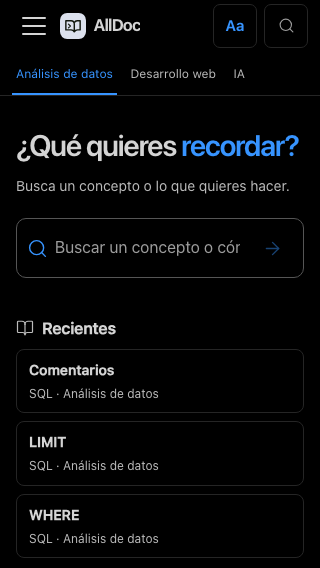 AllDoc
Aa
Análisis de datos
Desarrollo web
IA
¿Qué quieres recordar?
Busca un concepto o lo que quieres hacer.
Buscar un concepto o cór
Recientes
Comentarios
SQL · Análisis de datos
LIMIT
SQL · Análisis de datos
WHERE
SQL · Análisis de datos